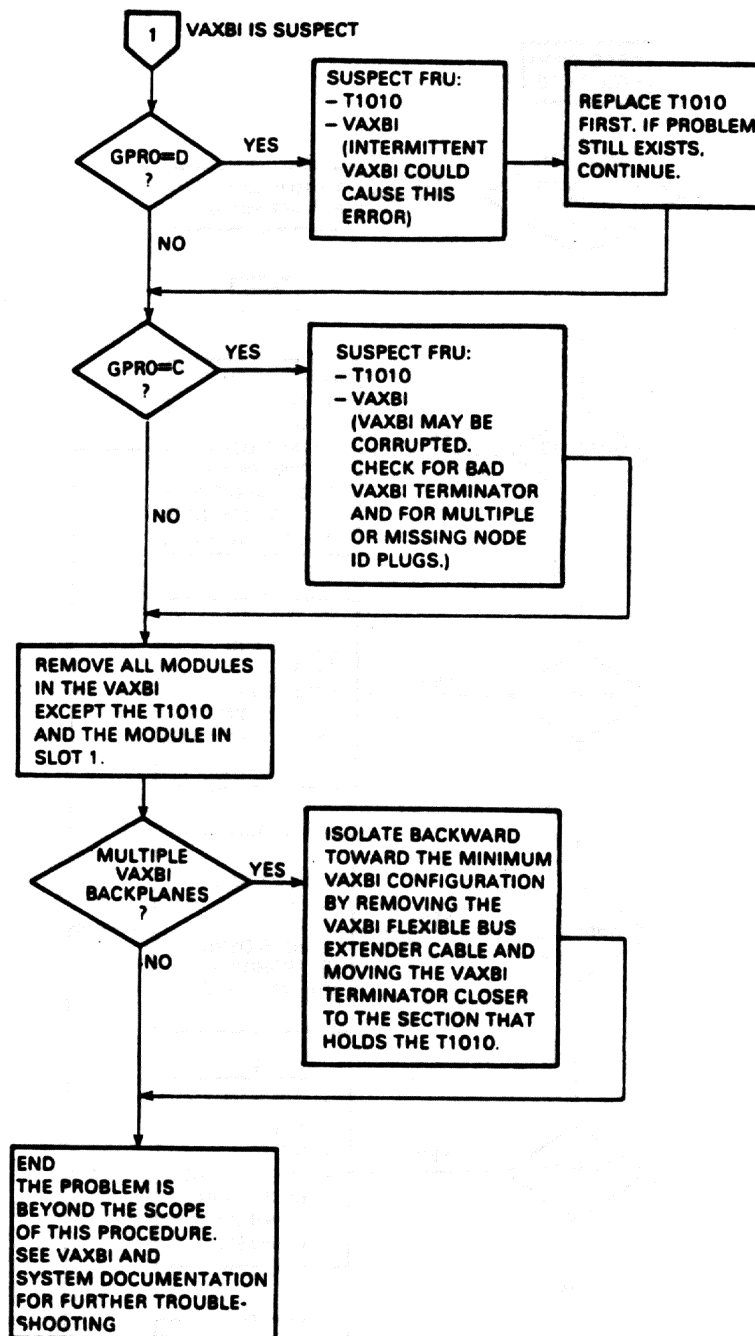 1
VAXBI IS SUSPECT
GPR0=D
?
YES
NO
SUSPECT FRU:
– T1010
– VAXBI
(INTERMITTENT
VAXBI COULD
CAUSE THIS
ERROR)
REPLACE T1010
FIRST. IF PROBLEM
STILL EXISTS,
CONTINUE.
GPR0=C
?
YES
NO
SUSPECT FRU:
– T1010
– VAXBI
(VAXBI MAY BE
CORRUPTED.
CHECK FOR BAD
VAXBI TERMINATOR
AND FOR MULTIPLE
OR MISSING NODE
ID PLUGS.)
REMOVE ALL MODULES
IN THE VAXBI
EXCEPT THE T1010
AND THE MODULE IN
SLOT 1.
MULTIPLE
VAXBI
BACKPLANES
?
YES
NO
ISOLATE BACKWARD
TOWARD THE MINIMUM
VAXBI CONFIGURATION
BY REMOVING THE
VAXBI FLEXIBLE BUS
EXTENDER CABLE AND
MOVING THE VAXBI
TERMINATOR CLOSER
TO THE SECTION THAT
HOLDS THE T1010.
END
THE PROBLEM IS
BEYOND THE SCOPE
OF THIS PROCEDURE.
SEE VAXBI AND
SYSTEM DOCUMENTATION
FOR FURTHER TROUBLE-
SHOOTING